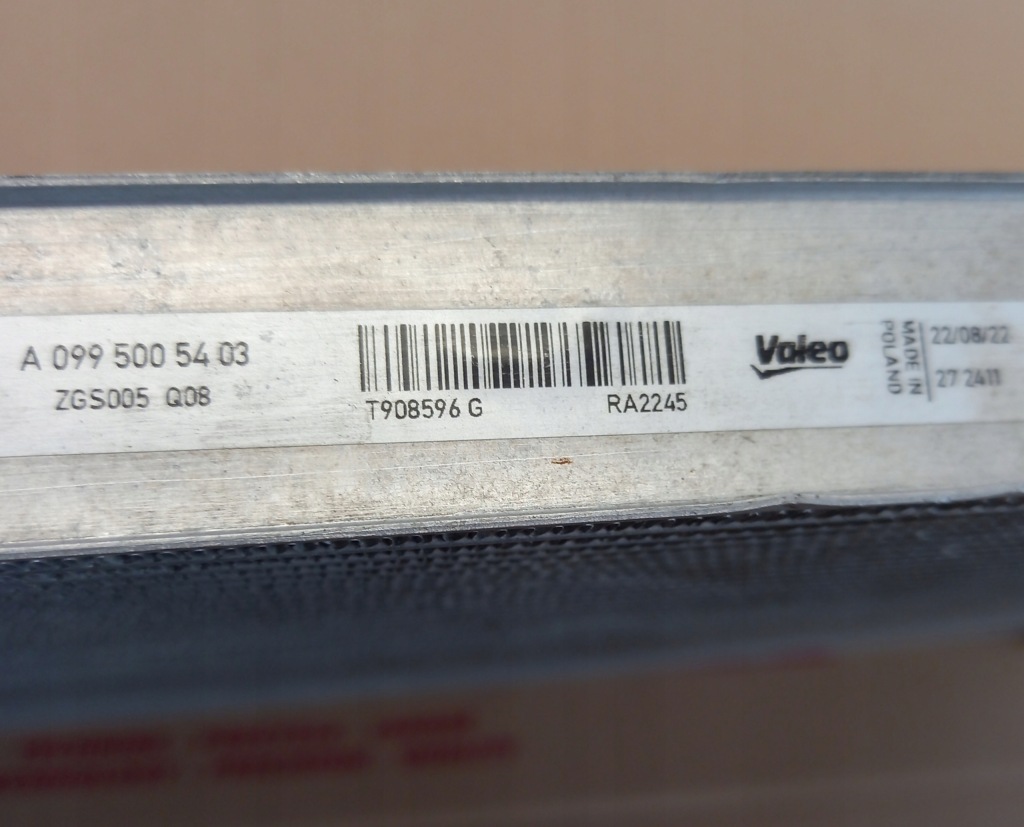 A 099 500 54 03
ZGS005 Q08
T908596 G RA2245
Valeo
MADE IN
POLAND
22/08/22
27 2411